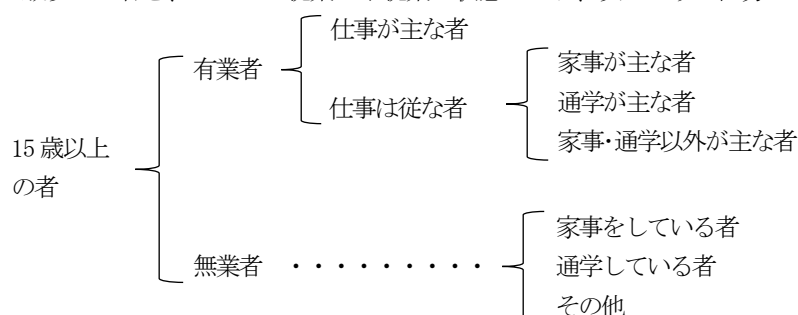 仕事が主な者
有業者
家事が主な者
仕事は従な者
通学が主な者
家事・通学以外が主な者
15歳以上
の者
家事をしている者
無業者 ・・・・・・・・・
通学している者
その他